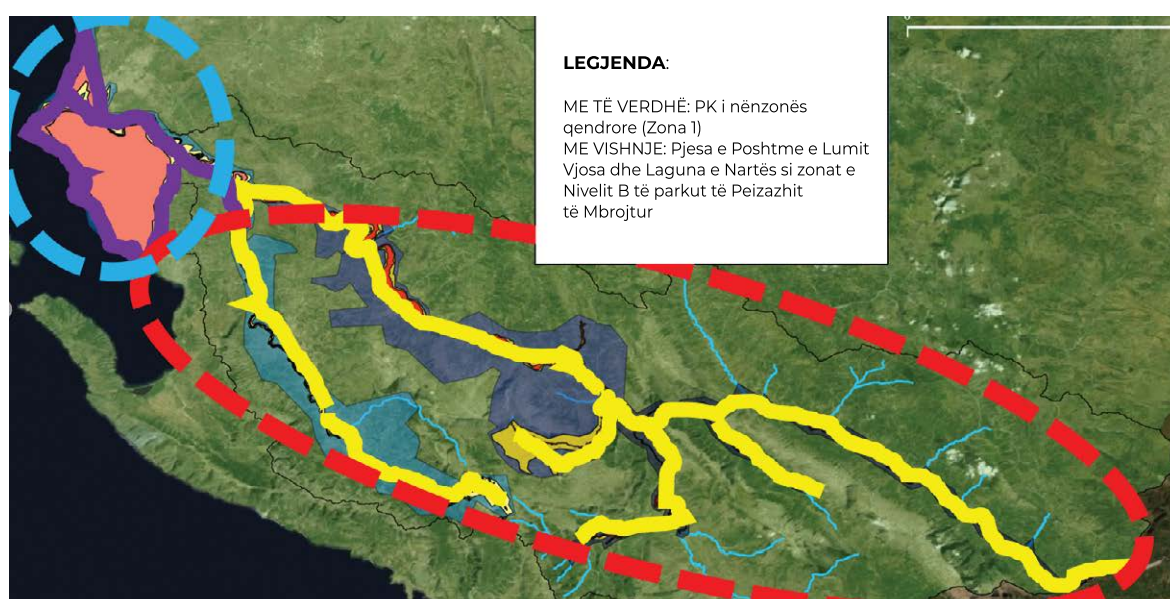 0
LEGJENDA:
ME TË VERDHË: PK i nënzonës
qendrore (Zona 1)
ME VISHNJE: Pjesa e Poshtme e Lumit
Vjosa dhe Laguna e Nartës si zonat e
Nivelit B të parkut të Peizazhit
të Mbrojtur